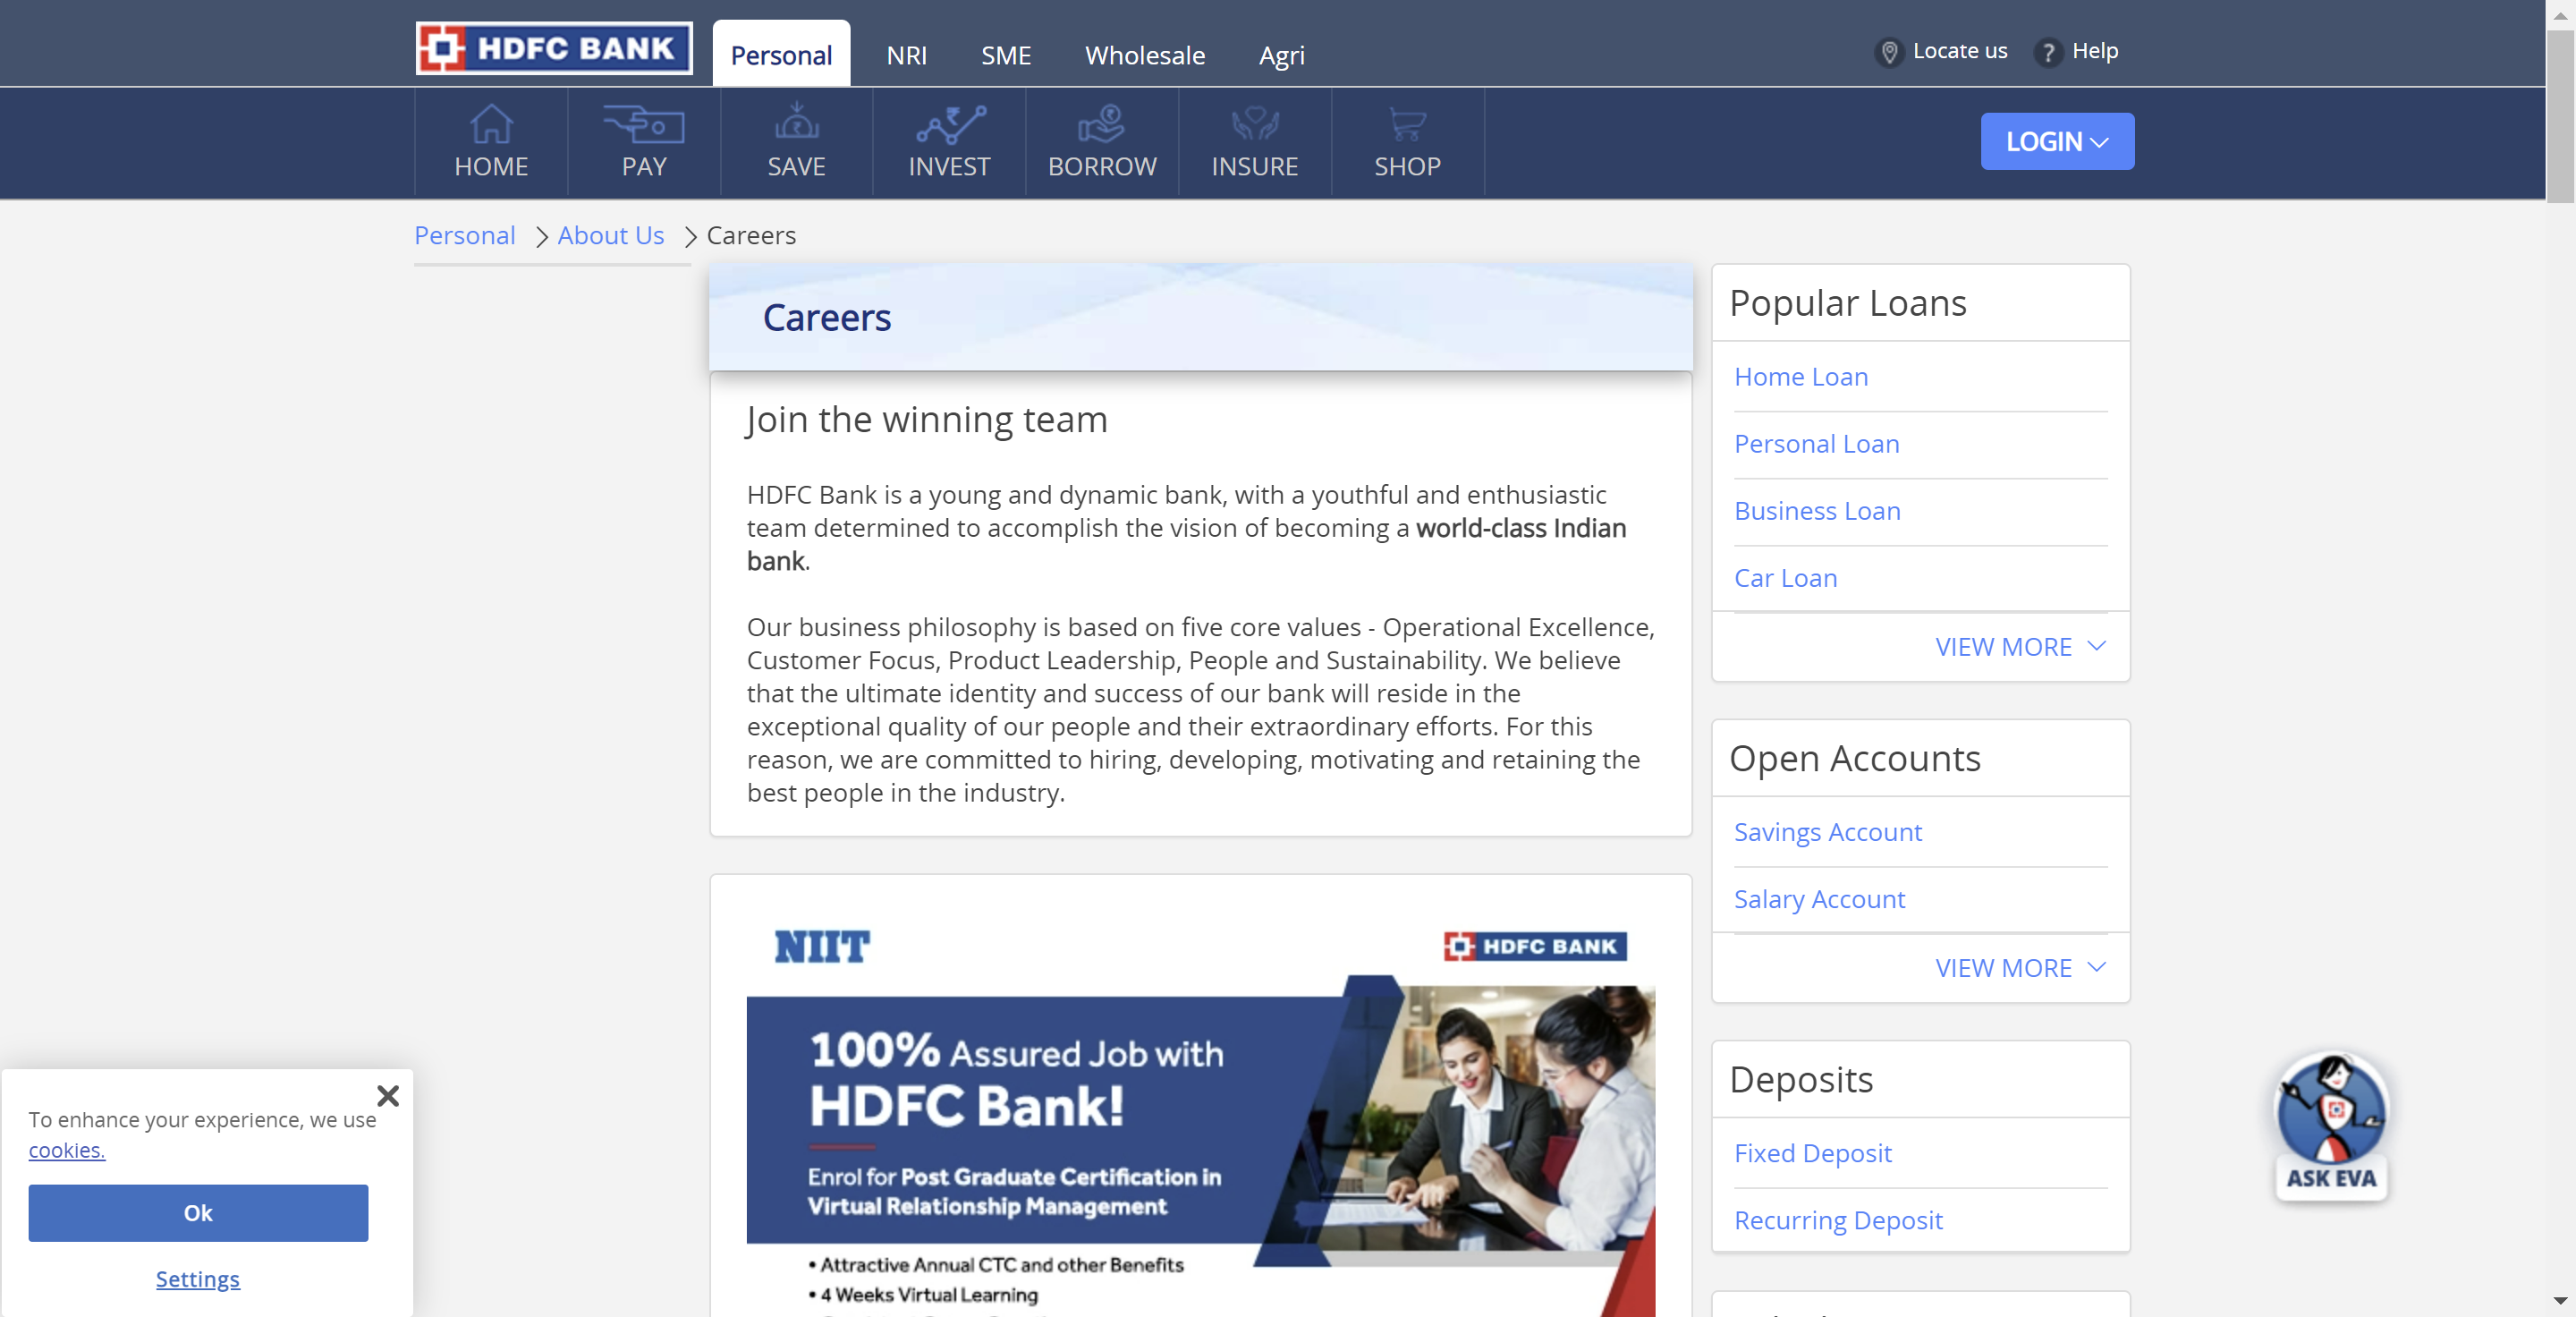 HDFC BANK
Personal
NRI
SME
Wholesale
Agri
Locate us
? Help
HOME
PAY
SAVE
INVEST
BORROW
INSURE
SHOP
LOGIN
Personal
About Us
Careers
Careers
Join the winning team
HDFC Bank is a young and dynamic bank, with a youthful and enthusiastic
team determined to accomplish the vision of becoming a world-class Indian
bank.
Our business philosophy is based on five core values - Operational Excellence,
Customer Focus, Product Leadership, People and Sustainability. We believe
that the ultimate identity and success of our bank will reside in the
exceptional quality of our people and their extraordinary efforts. For this
reason, we are committed to hiring, developing, motivating and retaining the
best people in the industry.
NIIT
HDFC BANK
100% Assured Job with
HDFC Bank!
Enrol for Post Graduate Certification in
Virtual Relationship Management
• Attractive Annual CTC and other Benefits
• 4 Weeks Virtual Learning
Popular Loans
Home Loan
Personal Loan
Business Loan
Car Loan
VIEW MORE
Open Accounts
Savings Account
Salary Account
VIEW MORE
Deposits
Fixed Deposit
Recurring Deposit
ASK EVA
To enhance your experience, we use
cookies.
Ok
Settings